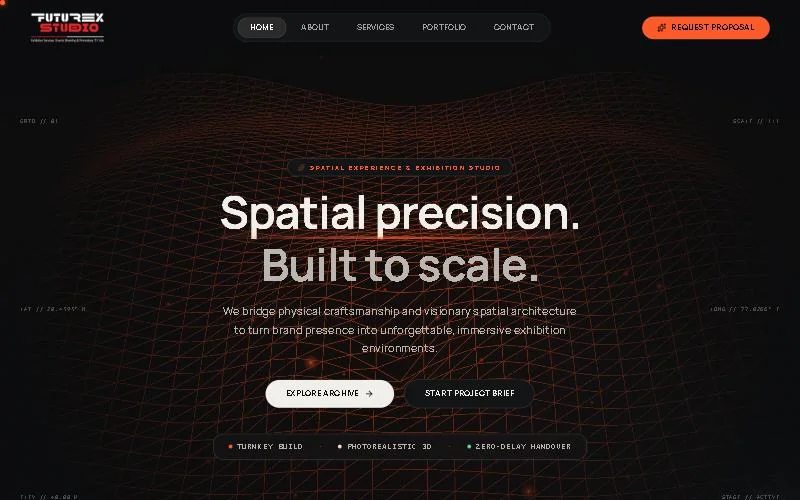 FUTUREX
STUDIO
HOME
ABOUT
SERVICES
PORTFOLIO
CONTACT
REQUEST PROPOSAL
GRID // 01
SCALE // 1:1
SPATIAL EXPERIENCE & EXHIBITION STUDIO
Spatial precision.
Built to scale.
We bridge physical craftsmanship and visionary spatial architecture
to turn brand presence into unforgettable, immersive exhibition
environments.
EXPLORE ARCHIVE →
START PROJECT BRIEF
TURNKEY BUILD
PHOTOREALISTIC 3D
ZERO-DELAY HANDOVER